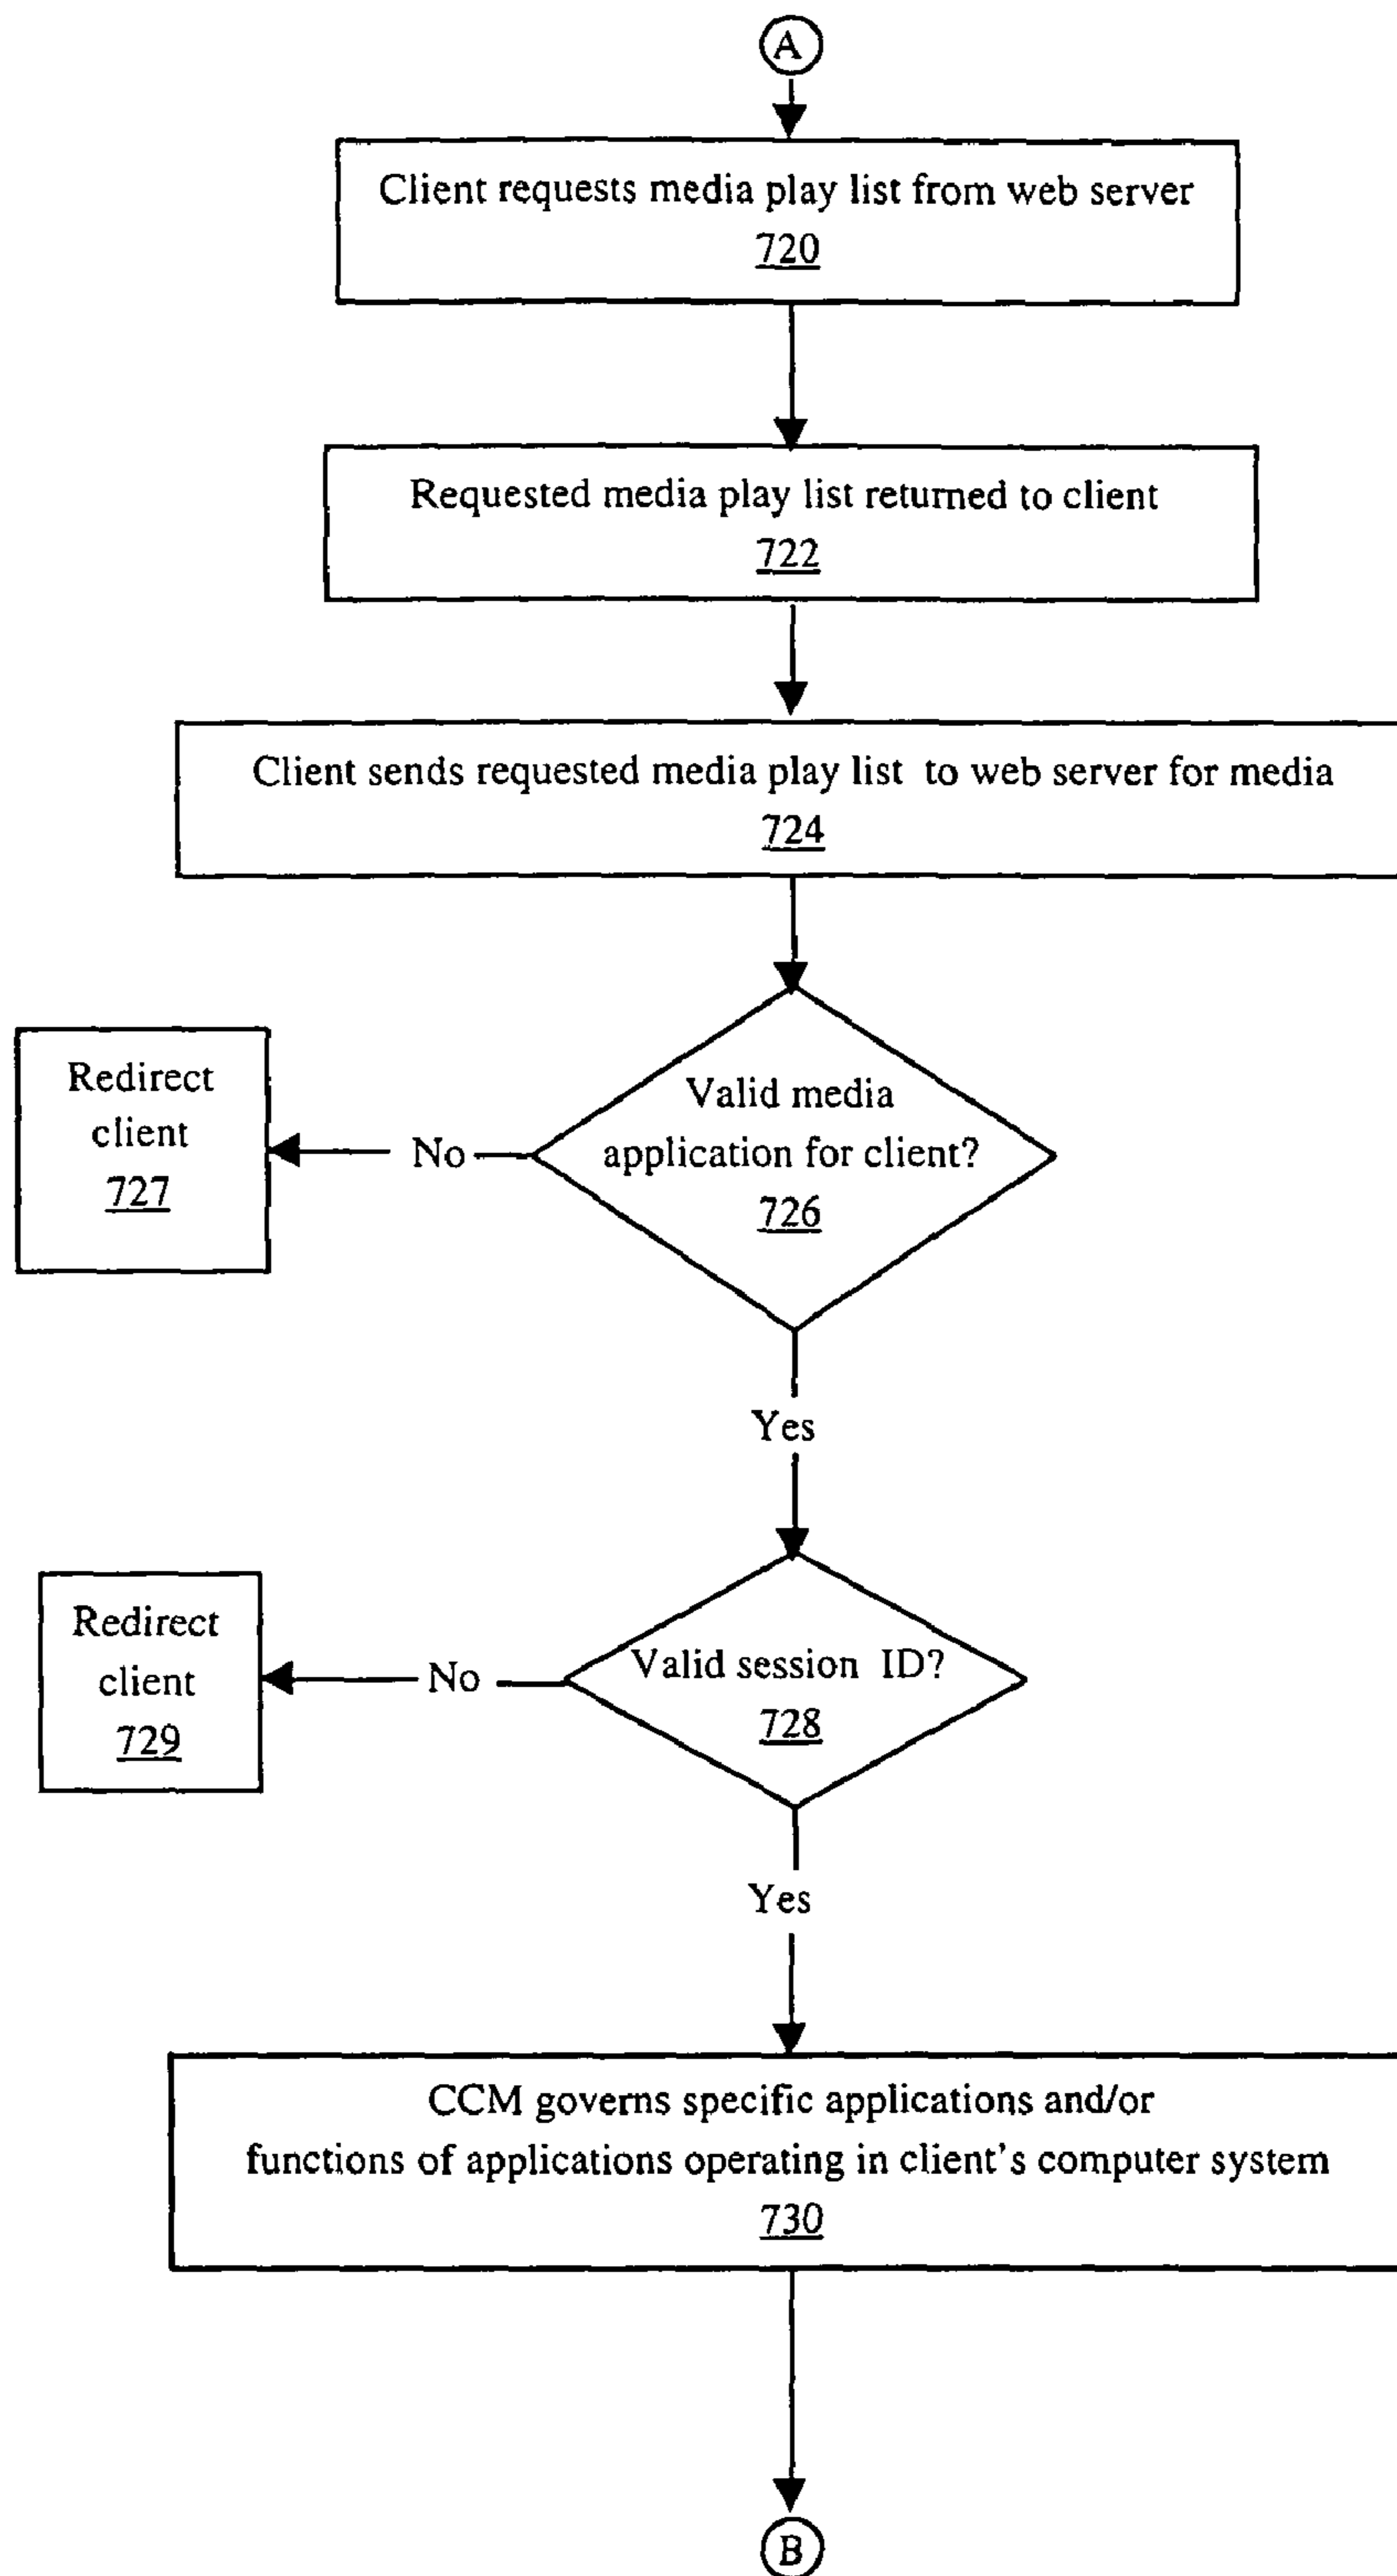 A
Client requests media play list from web server
720
Requested media play list returned to client
722
Client sends requested media play list to web server for media
724
Valid media
application for client?
726
No
Redirect
client
727
Yes
Valid session ID?
728
No
Redirect
client
729
Yes
CCM governs specific applications and/or
functions of applications operating in client's computer system
730
B